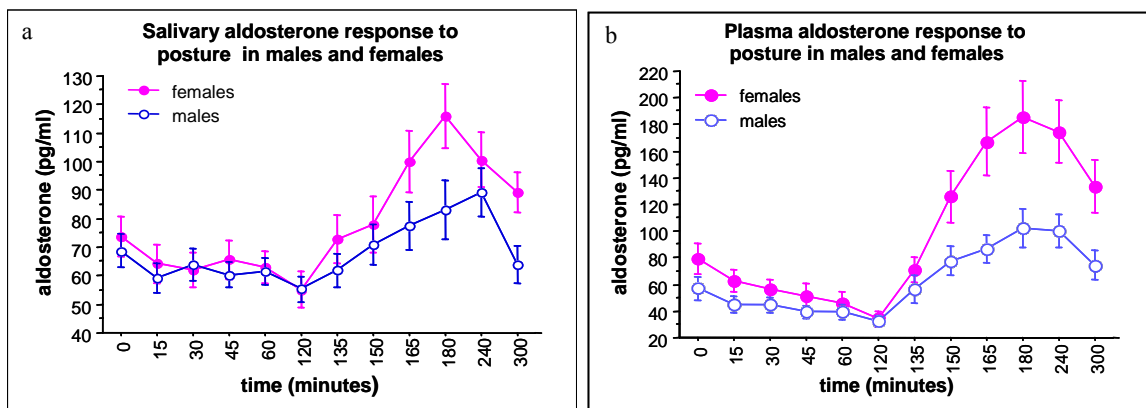 a
Salivary aldosterone response to
posture in males and females
130
120
110
100
90
80
70
60
50
40
aldosterone (pg/ml)
females
males
0 15 30 45 60 120 135 150 165 180 240 300
time (minutes)
b
Plasma aldosterone response to
posture in males and females
220
200
180
160
140
120
100
80
60
40
20
aldosterone (pg/ml)
females
males
0 15 30 45 60 120 135 150 165 180 240 300
time (minutes)